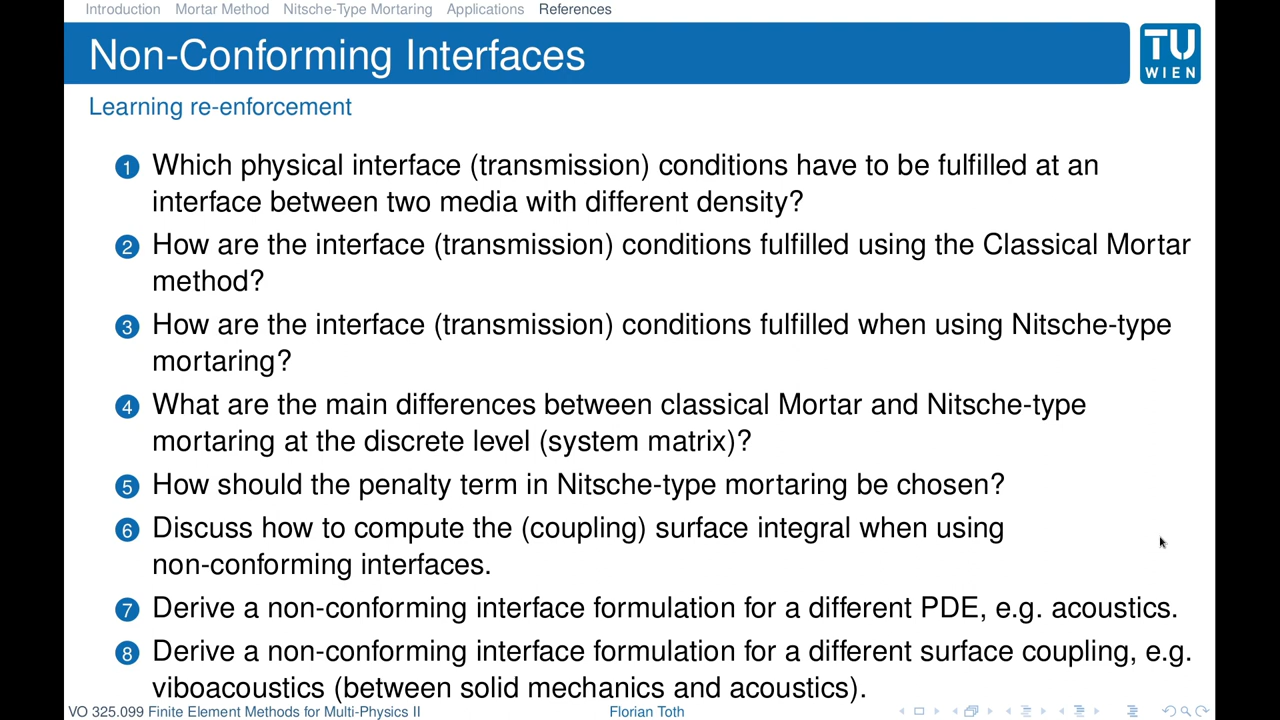 Introduction Mortar Method Nitsche-Type Mortaring Applications References
Non-Conforming Interfaces
TU
WIEN
Learning re-enforcement
1 Which physical interface (transmission) conditions have to be fulfilled at an
interface between two media with different density?
2 How are the interface (transmission) conditions fulfilled using the Classical Mortar
method?
3 How are the interface (transmission) conditions fulfilled when using Nitsche-type
mortaring?
4 What are the main differences between classical Mortar and Nitsche-type
mortaring at the discrete level (system matrix)?
5 How should the penalty term in Nitsche-type mortaring be chosen?
6 Discuss how to compute the (coupling) surface integral when using
non-conforming interfaces.
7 Derive a non-conforming interface formulation for a different PDE, e.g. acoustics.
8 Derive a non-conforming interface formulation for a different surface coupling, e.g.
viboacoustics (between solid mechanics and acoustics).
VO 325.099 Finite Element Methods for Multi-Physics II Florian Toth